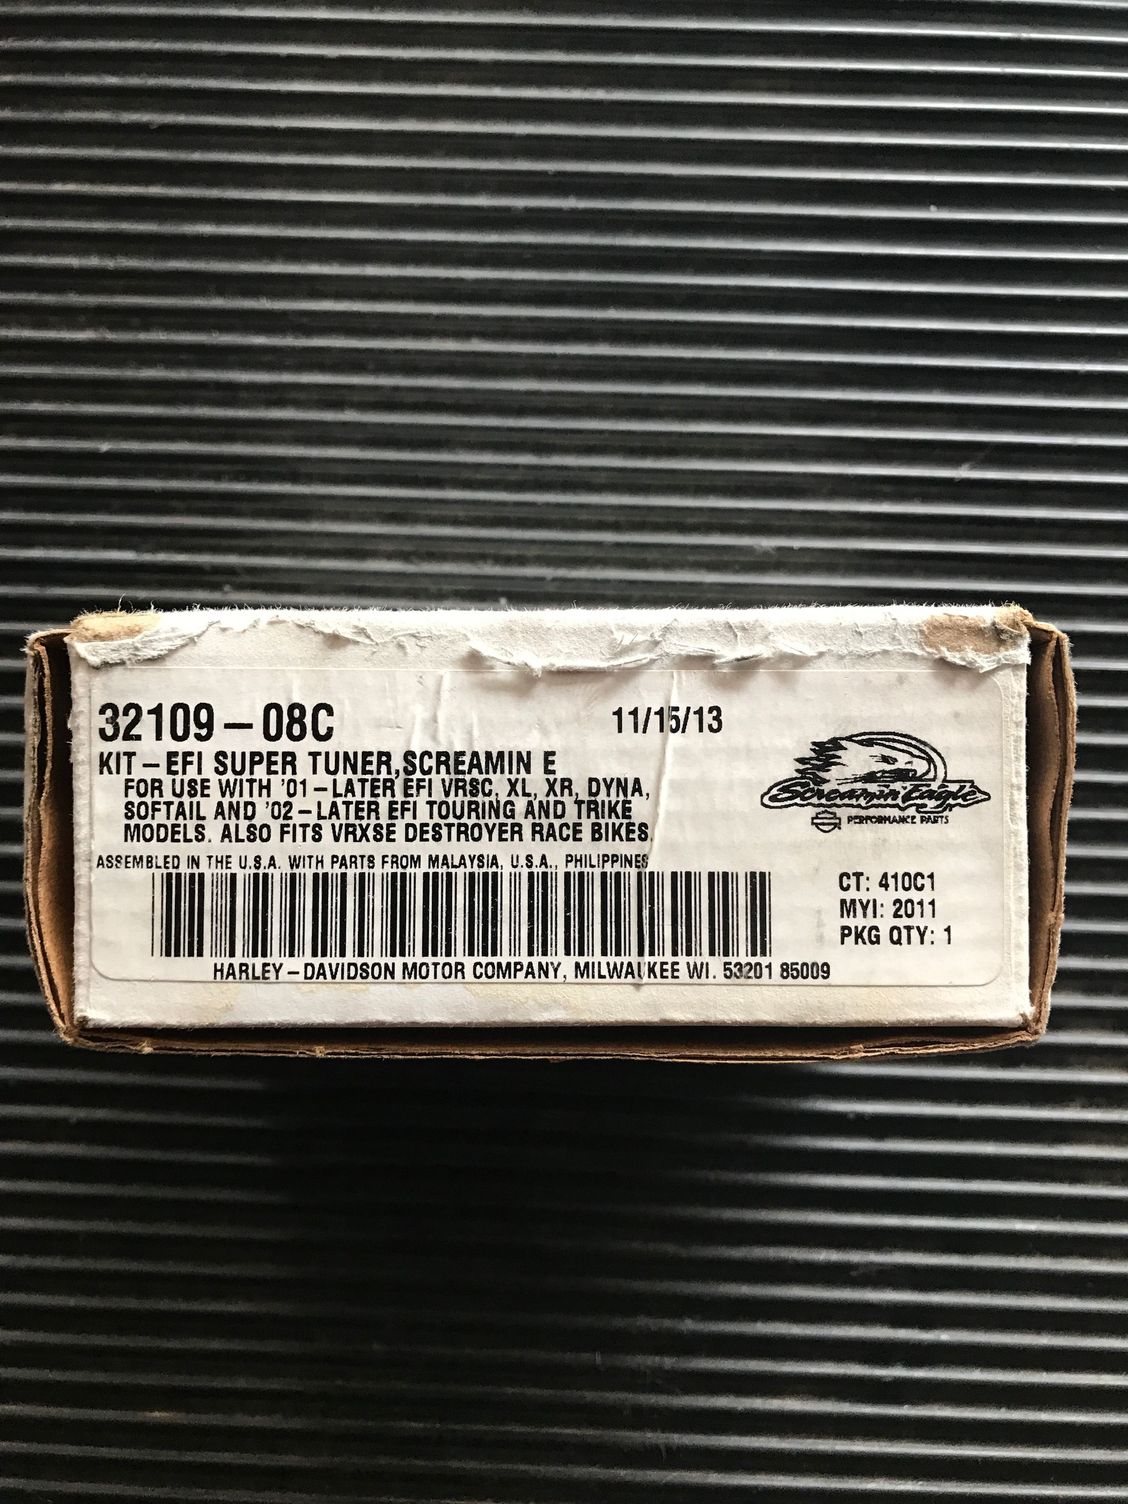 32109-08C 11/15/13
KIT-EFI SUPER TUNER,SCREAMIN E
FOR USE WITH '01-LATER EFI VRSC, XL, XR, DYNA,
SOFTAIL AND '02-LATER EFI TOURING AND TRIKE
MODELS. ALSO FITS VRXSE DESTROYER RACE BIKES.
Screamin' Eagle
PERFORMANCE PARTS
ASSEMBLED IN THE U.S.A. WITH PARTS FROM MALAYSIA, U.S.A., PHILIPPINES
CT: 410C1
MYI: 2011
PKG QTY: 1
HARLEY-DAVIDSON MOTOR COMPANY, MILWAUKEE WI. 53201 85009